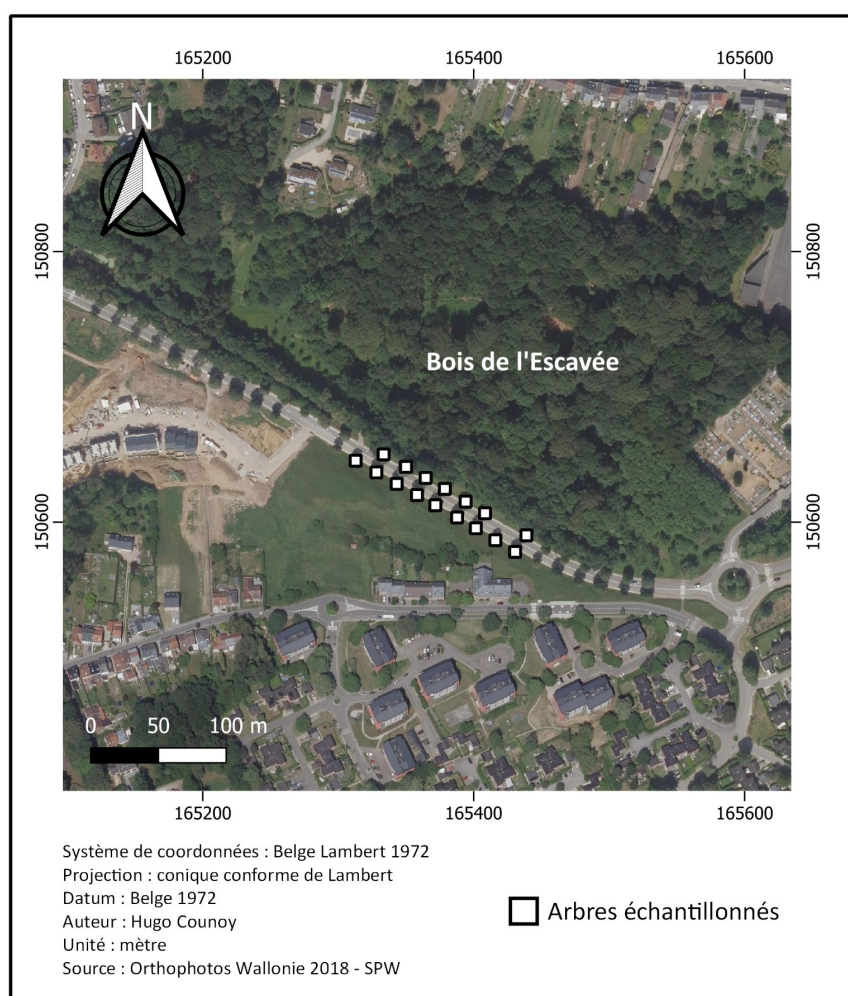 165200 165400 165600
N
150800 150800
Bois de l'Escavée
150600 150600
0 50 100 m
165200 165400 165600
Système de coordonnées : Belge Lambert 1972
Projection : conique conforme de Lambert
Datum : Belge 1972
Auteur : Hugo Counoy
Unité : mètre
Source : Orthophotos Wallonie 2018 - SPW
Arbres échantillonnés